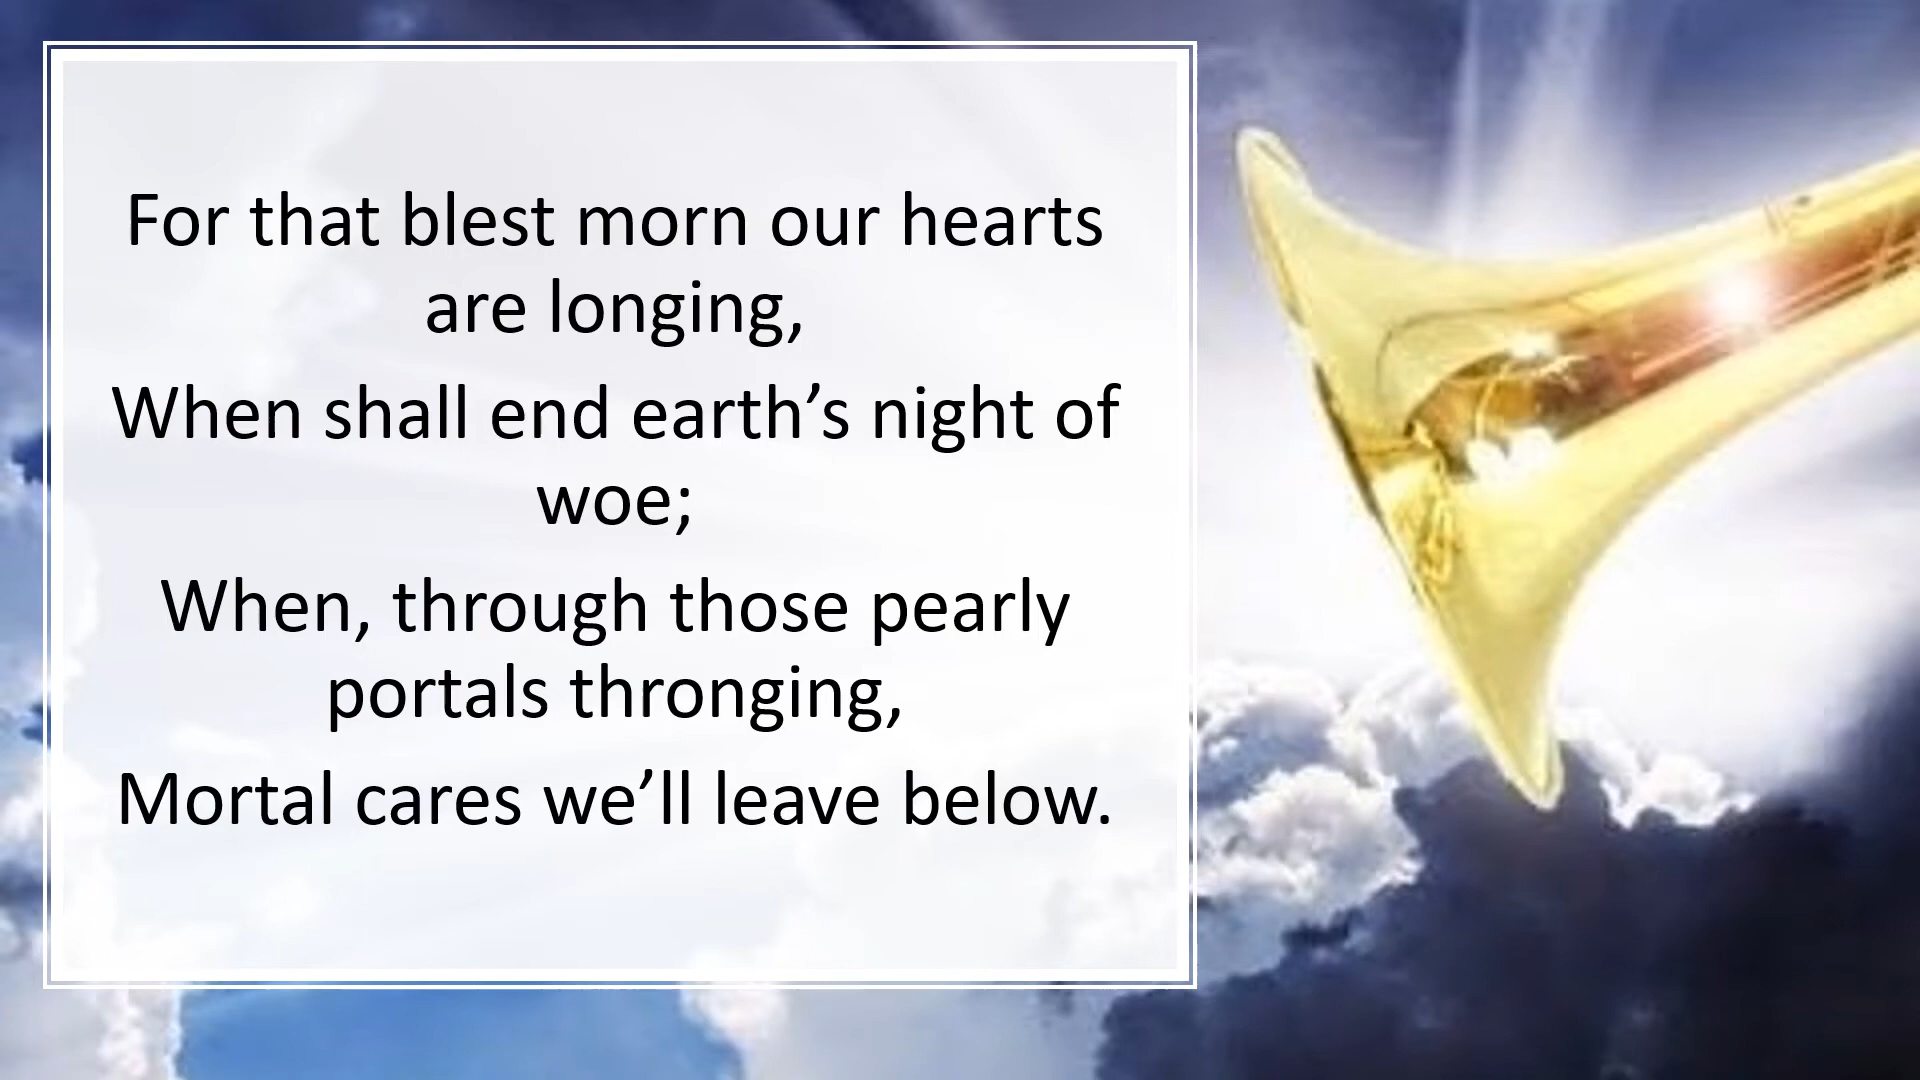 For that blest morn our hearts
are longing,
When shall end earth’s night of
woe;
When, through those pearly
portals thronging,
Mortal cares we’ll leave below.